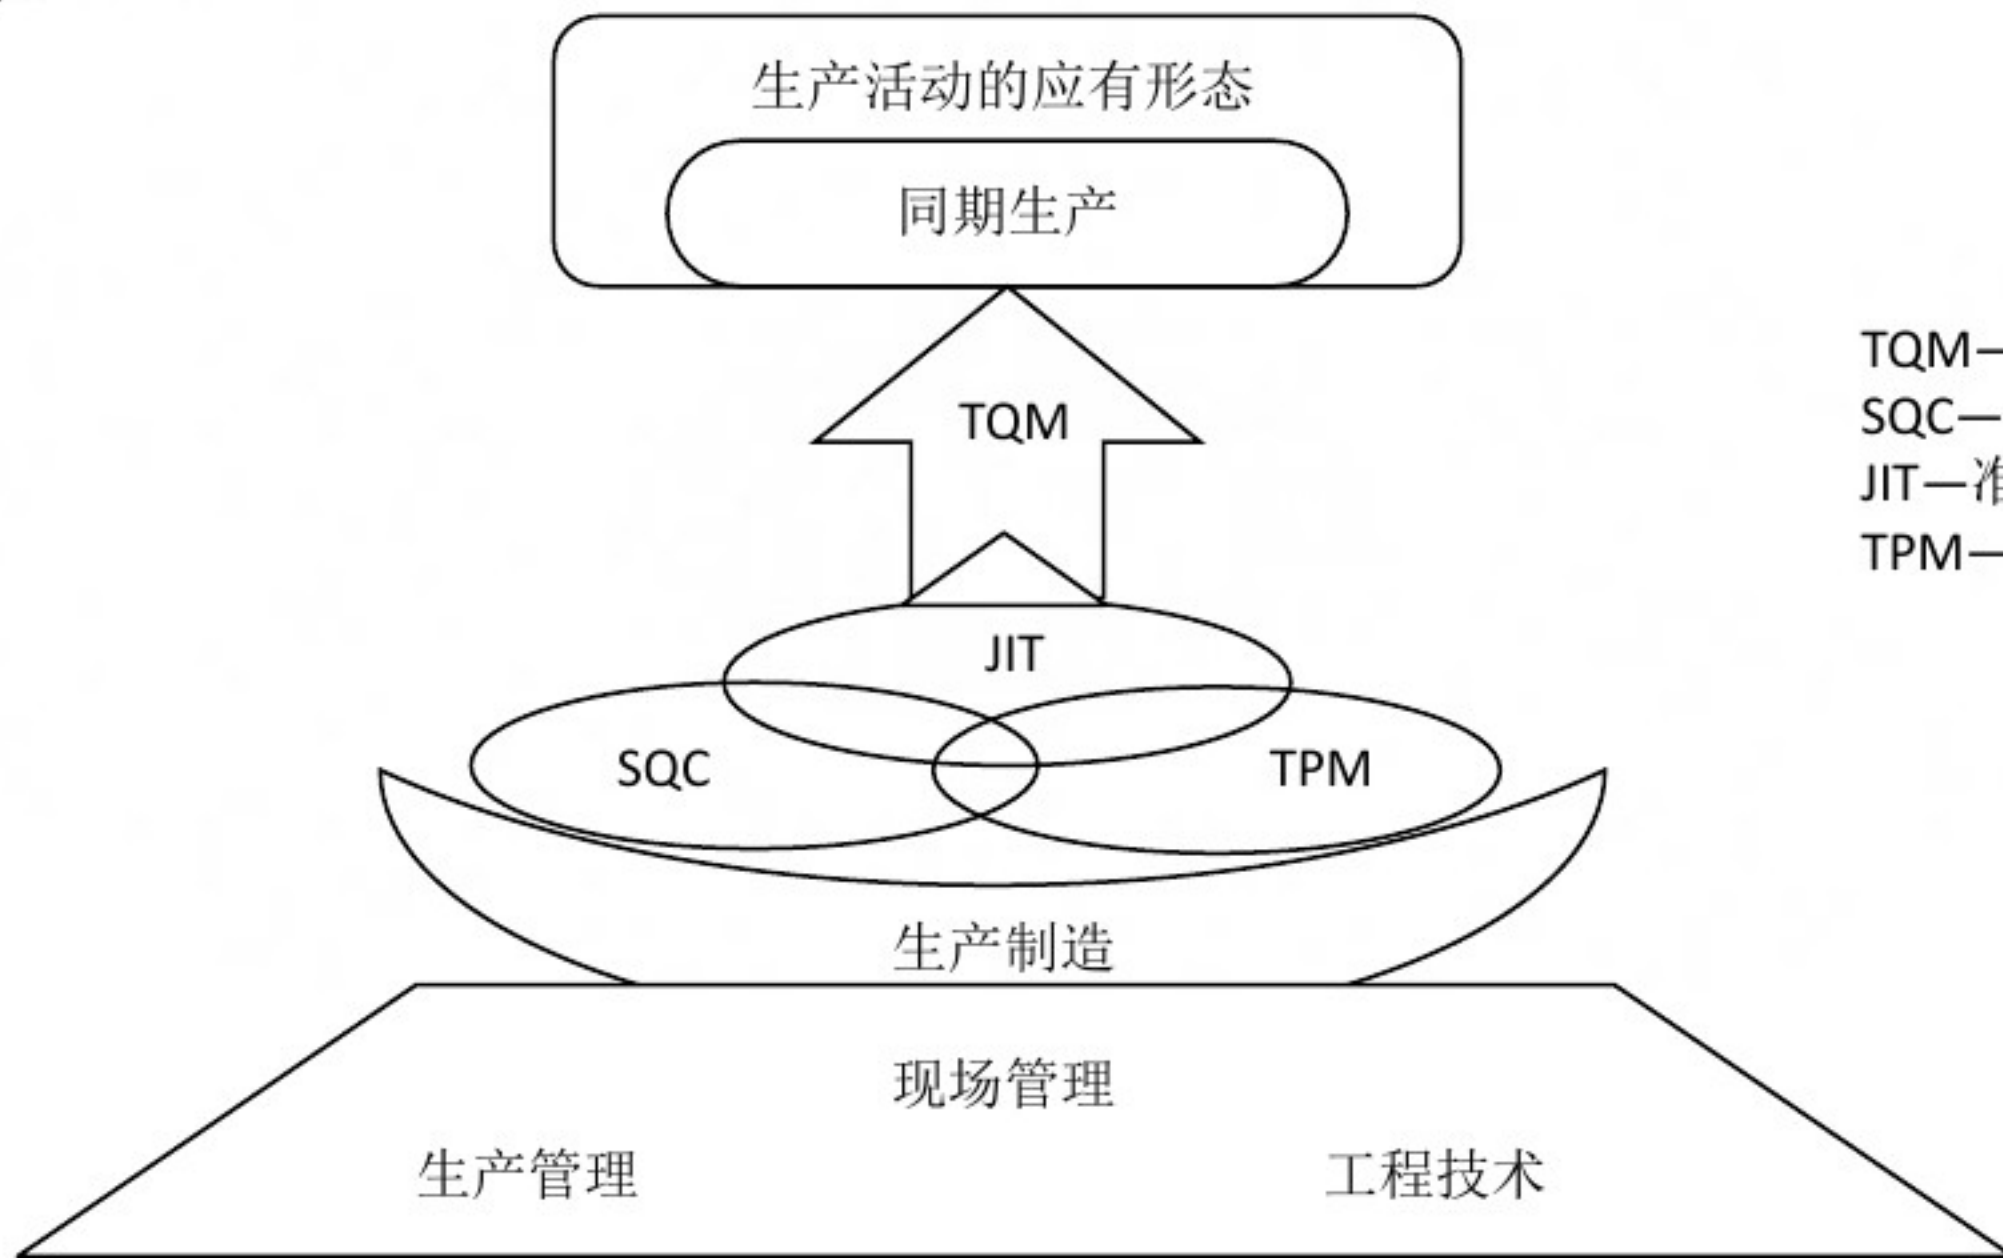 生产活动的应有形态
同期生产
TQM
TQM—
SQC—
JIT—准
TPM—
JIT
SQC
TPM
生产制造
现场管理
生产管理
工程技术